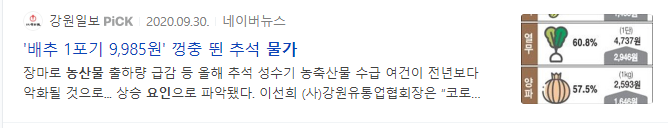 강원일보 PiCK 2020.09.30. 네이버뉴스
'배추 1포기 9,985원' 껑충 뛴 추석 물가
장마로 농산물 출하량 급감 등 올해 추석 성수기 농축산물 수급 여건이 전년보다
악화될 것으로... 상승 요인으로 파악됐다. 이선희 (사)강원유통업협회장은 "코로...
열무 60.8% (1단) 4,737원 2,946원
양파 57.5% (1kg) 2,593원 1,646원